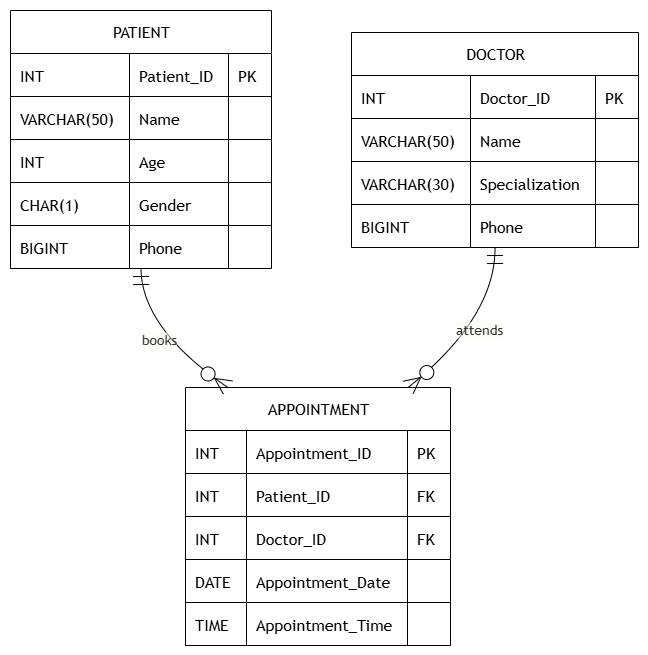 PATIENT
INT Patient_ID PK
VARCHAR(50) Name
INT Age
CHAR(1) Gender
BIGINT Phone
DOCTOR
INT Doctor_ID PK
VARCHAR(50) Name
VARCHAR(30) Specialization
BIGINT Phone
books
attends
APPOINTMENT
INT Appointment_ID PK
INT Patient_ID FK
INT Doctor_ID FK
DATE Appointment_Date
TIME Appointment_Time